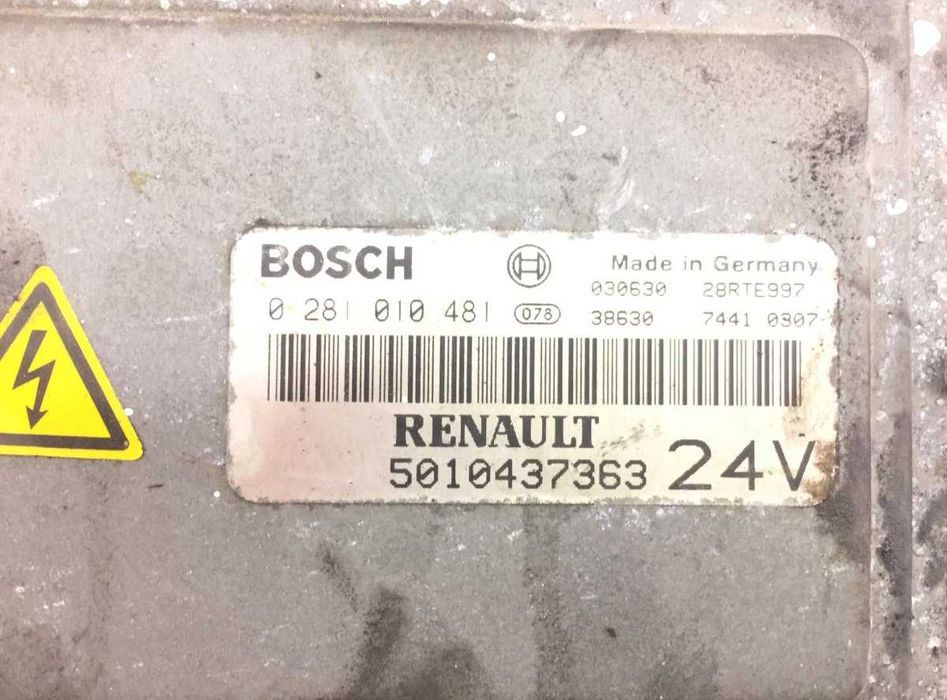 BOSCH Made in Germany
030630 28RTE997
0 281 010 481 078 38630 7441 0307
RENAULT
5010437363 24V